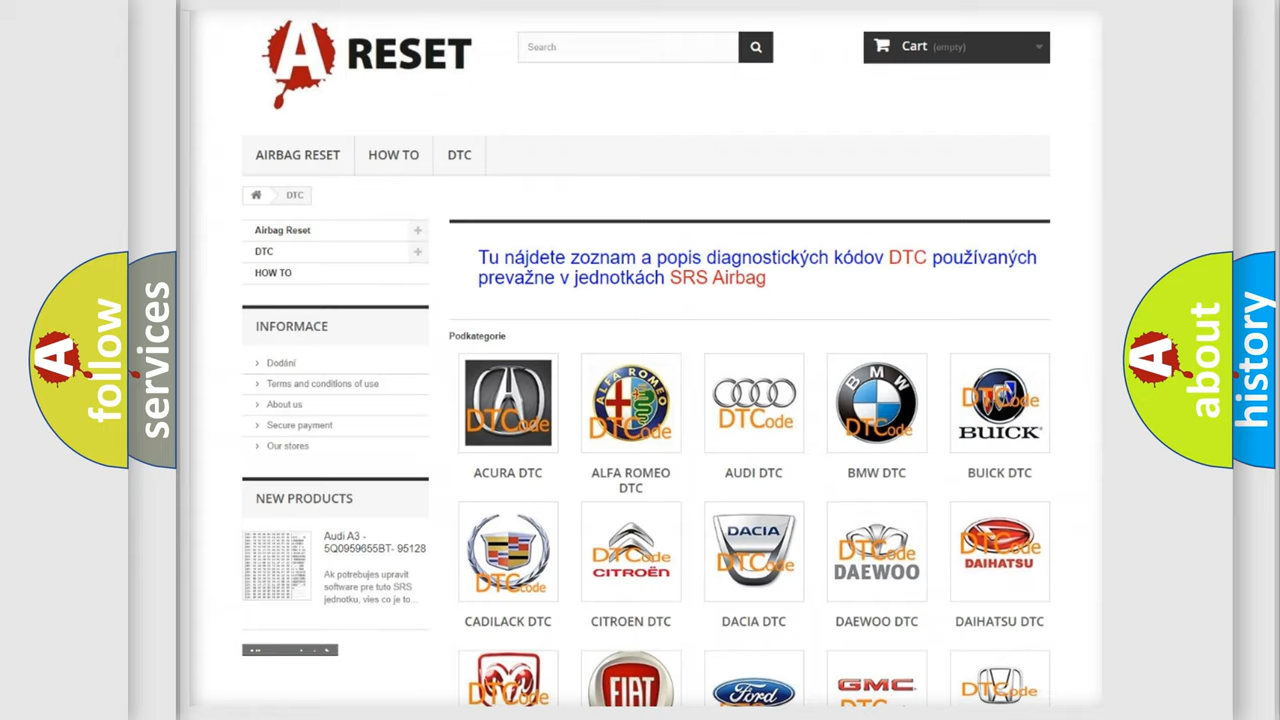 A RESET
Search
Cart (empty)
AIRBAG RESET
HOW TO
DTC
DTC
Airbag Reset
DTC
HOW TO
INFORMACE
Dodání
Terms and conditions of use
About us
Secure payment
Our stores
NEW PRODUCTS
Audi A3 -
5Q0959655BT- 95128
Ak potrebujes upravit
software pre tuto SRS
jednotku, vies co je to...
Tu nájdete zoznam a popis diagnostických kódov DTC používaných
prevažne v jednotkách SRS Airbag
Podkategorie
DTCode
ALFA ROMEO
DTCode
DTCode
BMW
DTCode
DTCode
BUICK
ACURA DTC
ALFA ROMEO
DTC
AUDI DTC
BMW DTC
BUICK DTC
DTCode
DTCode
CITROËN
DACIA
DTCode
DTCode
DAEWOO
DTCode
DAIHATSU
CADILACK DTC
CITROEN DTC
DACIA DTC
DAEWOO DTC
DAIHATSU DTC
DTCode
FIAT
Ford
GMC
DTCode
A follow
services
A about
history